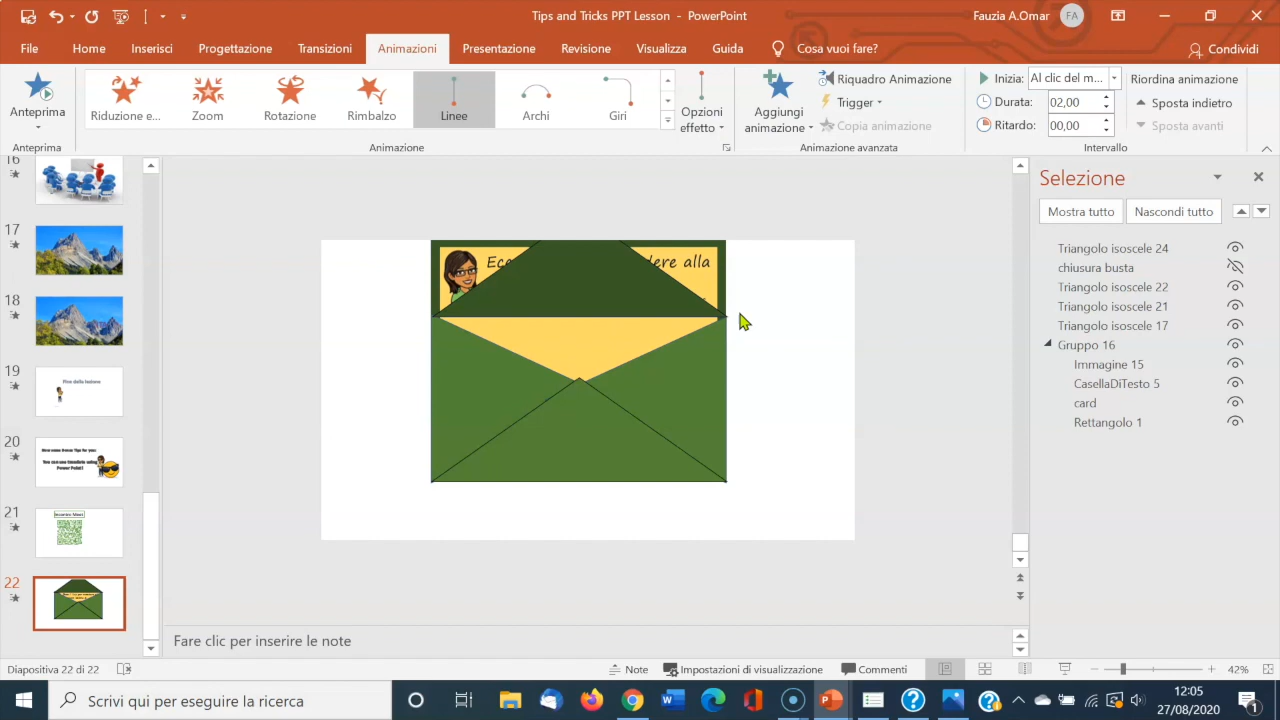 Tips and Tricks PPT Lesson - PowerPoint
Fauzia A.Omar
FA
File
Home
Inserisci
Progettazione
Transizioni
Animazioni
Presentazione
Revisione
Visualizza
Guida
Cosa vuoi fare?
Condividi
Anteprima
Riduzione e...
Zoom
Rotazione
Rimbalzo
Linee
Archi
Giri
Opzioni effetto
Aggiungi animazione
Riquadro Animazione
Trigger
Copia animazione
Inizia: Al clic del m...
Durata: 02,00
Ritardo: 00,00
Riordina animazione
Sposta indietro
Sposta avanti
Anteprima
Animazione
Animazione avanzata
Intervallo
16
17
18
19
Fine della lezione
20
21
Incontro Meet
22
dere alla
Selezione
Mostra tutto
Nascondi tutto
Triangolo isoscele 24
chiusura busta
Triangolo isoscele 22
Triangolo isoscele 21
Triangolo isoscele 17
Gruppo 16
Immagine 15
CasellaDiTesto 5
card
Rettangolo 1
Fare clic per inserire le note
Diapositiva 22 di 22
Note
Impostazioni di visualizzazione
Commenti
42%
Scrivi qui per eseguire la ricerca
12:05
27/08/2020
1